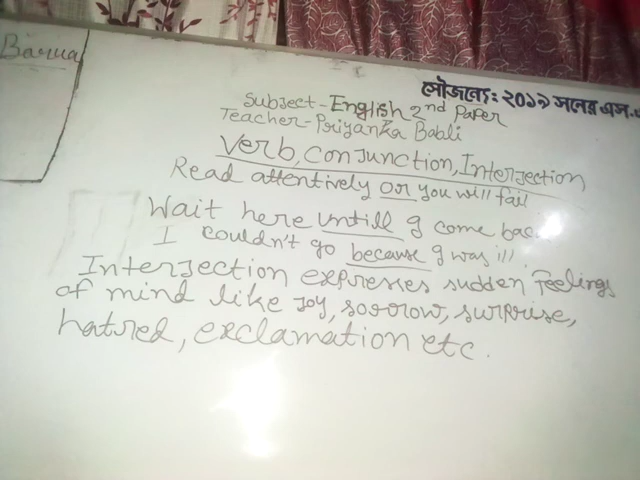 Barua
সৌজন্যে: ২০১৯ সনের এস.এ
Subject-English 2nd Paper
Teacher-Priyanka Babli
Verb, Conjunction, Interjection
Read attentively or you will fail
Wait here untill I come bac
I couldn't go because I was ill.
Interjection expresses sudden feelings
of mind like joy, sorrow, surprise,
hatred, exclamation etc.